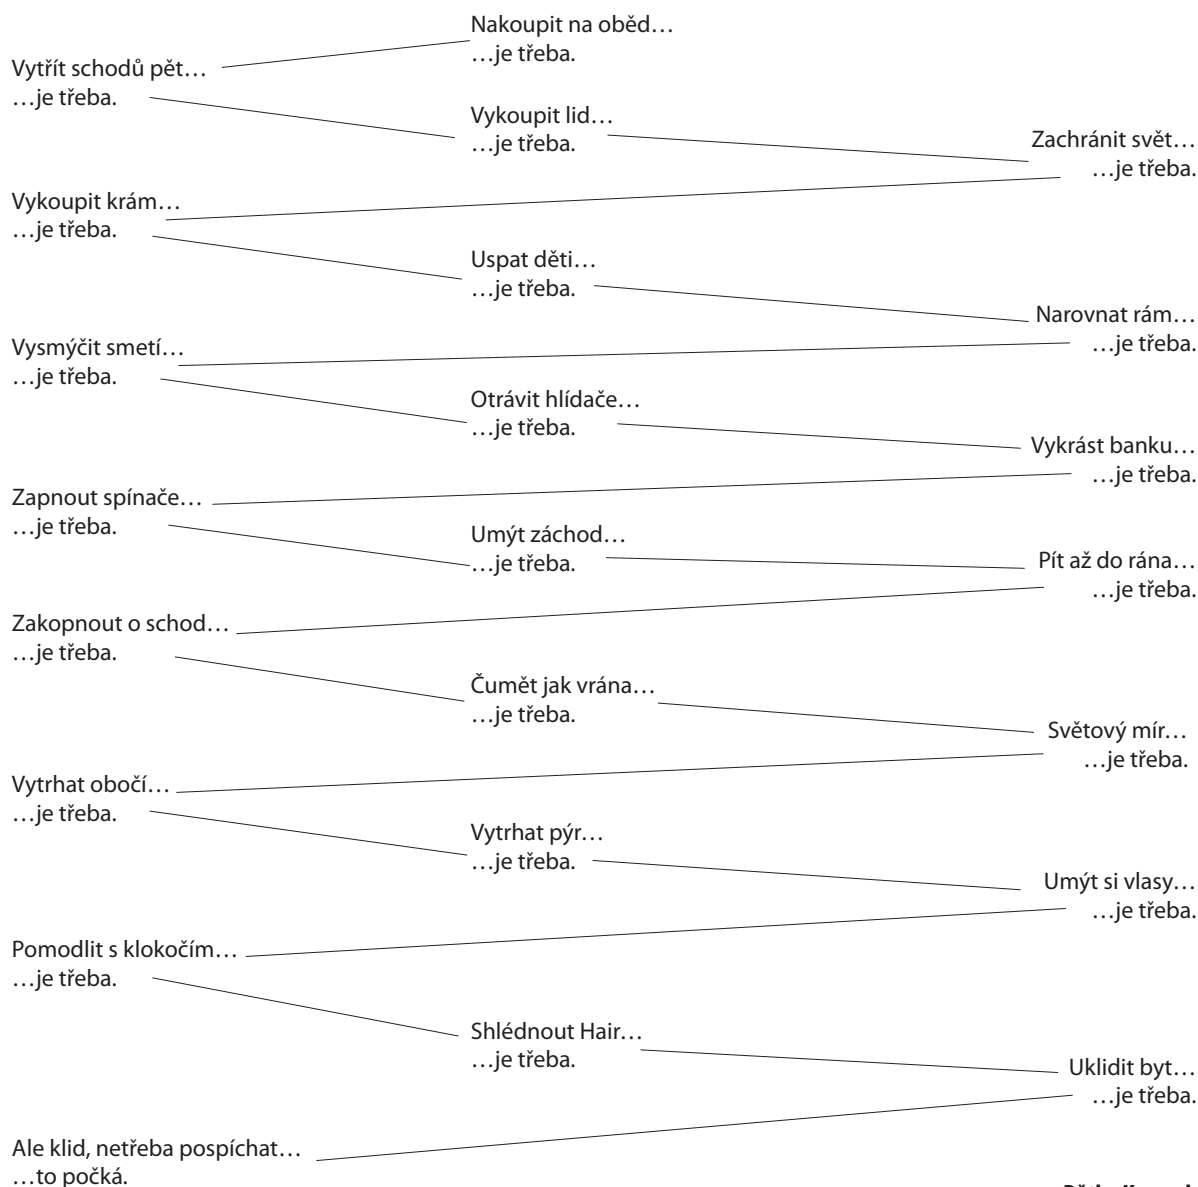 Nakoupit na oběd…
…je třeba.
Vytřít schodů pět…
…je třeba.
Vykoupit lid…
…je třeba.
Zachránit svět…
…je třeba.
Vykoupit krám…
…je třeba.
Uspat děti…
…je třeba.
Narovnat rám…
…je třeba.
Vysmýčit smetí…
…je třeba.
Otrávit hlídače…
…je třeba.
Vykrást banku…
…je třeba.
Zapnout spínače…
…je třeba.
Umýt záchod…
…je třeba.
Pít až do rána…
…je třeba.
Zakopnout o schod…
…je třeba.
Čumět jak vrána…
…je třeba.
Světový mír…
…je třeba.
Vytrhat obočí…
…je třeba.
Vytrhat pýr…
…je třeba.
Umýt si vlasy…
…je třeba.
Pomodlit s klokočím…
…je třeba.
Shlédnout Hair…
…je třeba.
Uklidit byt…
…je třeba.
Ale klid, netřeba pospíchat…
…to počká.